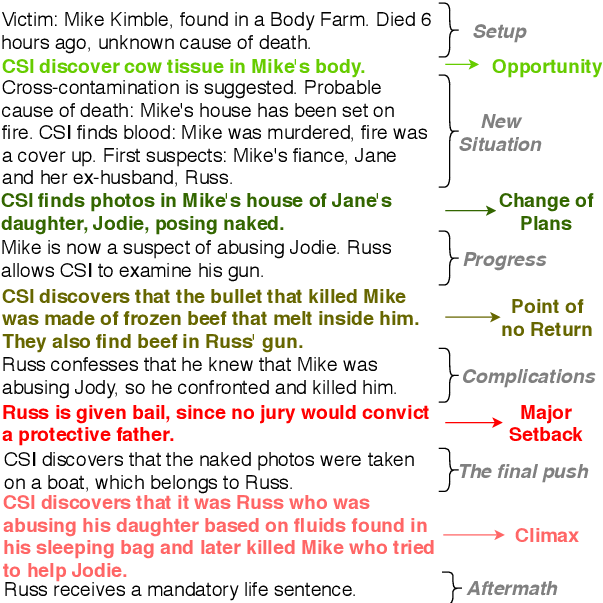 Victim: Mike Kimble, found in a Body Farm. Died 6
hours ago, unknown cause of death.
Setup
CSI discover cow tissue in Mike's body.
Opportunity
Cross-contamination is suggested. Probable
cause of death: Mike's house has been set on
fire. CSI finds blood: Mike was murdered, fire was
a cover up. First suspects: Mike's fiance, Jane
and her ex-husband, Russ.
New
Situation
CSI finds photos in Mike's house of Jane's
daughter, Jodie, posing naked.
Change of
Plans
Mike is now a suspect of abusing Jodie. Russ
allows CSI to examine his gun.
Progress
CSI discovers that the bullet that killed Mike
was made of frozen beef that melt inside him.
They also find beef in Russ' gun.
Point of
no Return
Russ confesses that he knew that Mike was
abusing Jody, so he confronted and killed him.
Complications
Russ is given bail, since no jury would convict
a protective father.
Major
Setback
CSI discovers that the naked photos were taken
on a boat, which belongs to Russ.
The final push
CSI discovers that it was Russ who was
abusing his daughter based on fluids found in
his sleeping bag and later killed Mike who tried
to help Jodie.
Climax
Russ receives a mandatory life sentence.
Aftermath